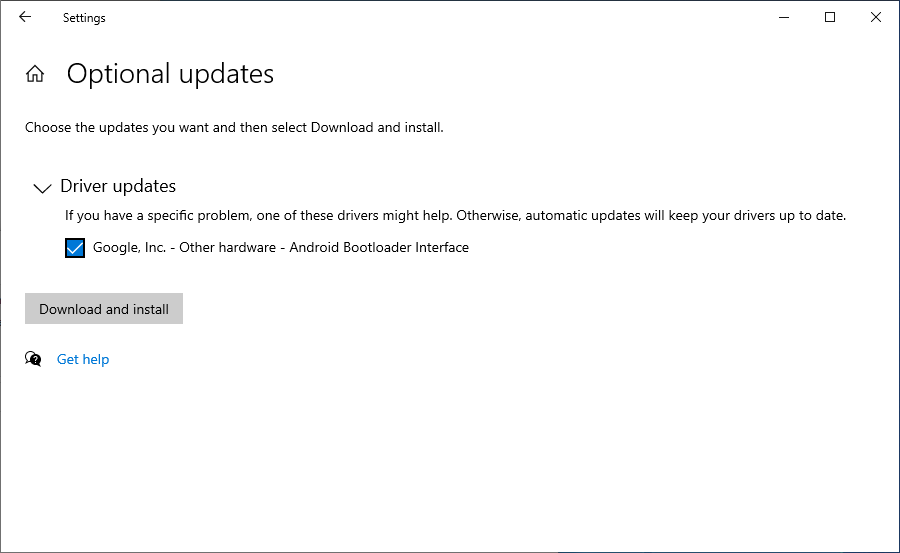 Settings
Optional updates
Choose the updates you want and then select Download and install.
Driver updates
If you have a specific problem, one of these drivers might help. Otherwise, automatic updates will keep your drivers up to date.
Google, Inc. - Other hardware - Android Bootloader Interface
Download and install
Get help